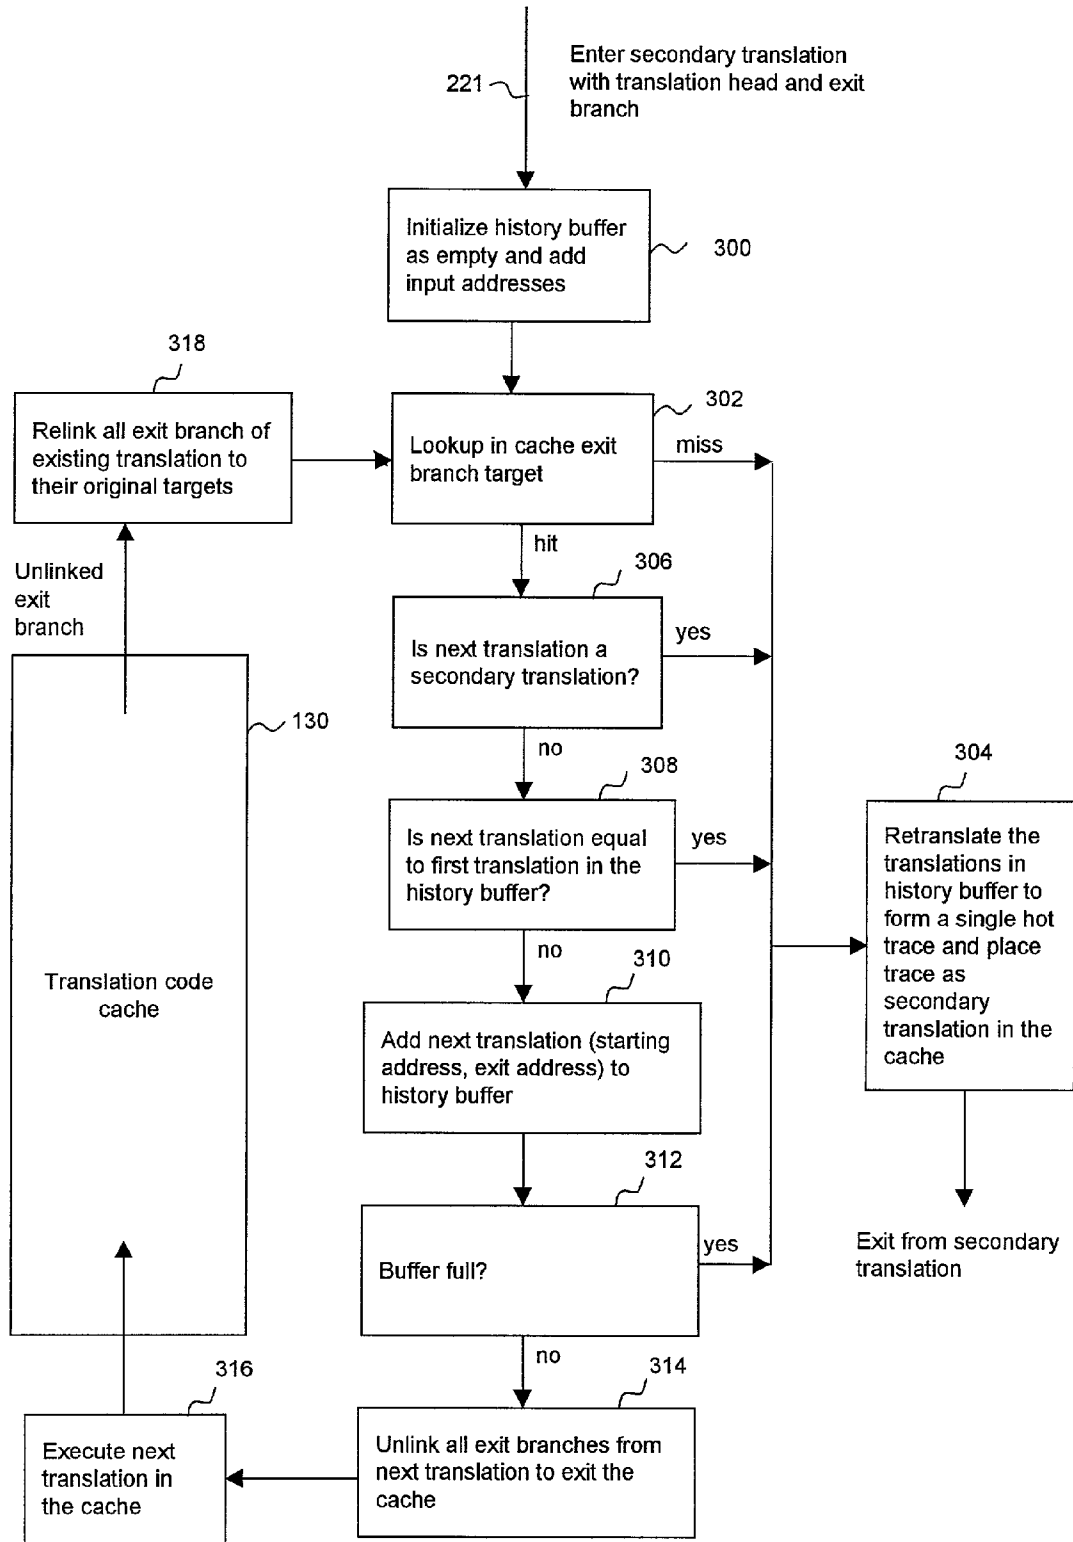 Enter secondary translation
with translation head and exit
branch
221
Initialize history buffer
as empty and add
input addresses
300
318
Relink all exit branch of
existing translation to
their original targets
302
Lookup in cache exit
branch target
miss
hit
Unlinked
exit
branch
306
Is next translation a
secondary translation?
yes
no
130
308
Is next translation equal
to first translation in the
history buffer?
yes
no
304
Retranslate the
translations in
history buffer to
form a single hot
trace and place
trace as
secondary
translation in the
cache
Translation code
cache
310
Add next translation (starting
address, exit address) to
history buffer
312
Buffer full?
yes
no
Exit from secondary
translation
314
Unlink all exit branches from
next translation to exit the
cache
316
Execute next
translation in
the cache